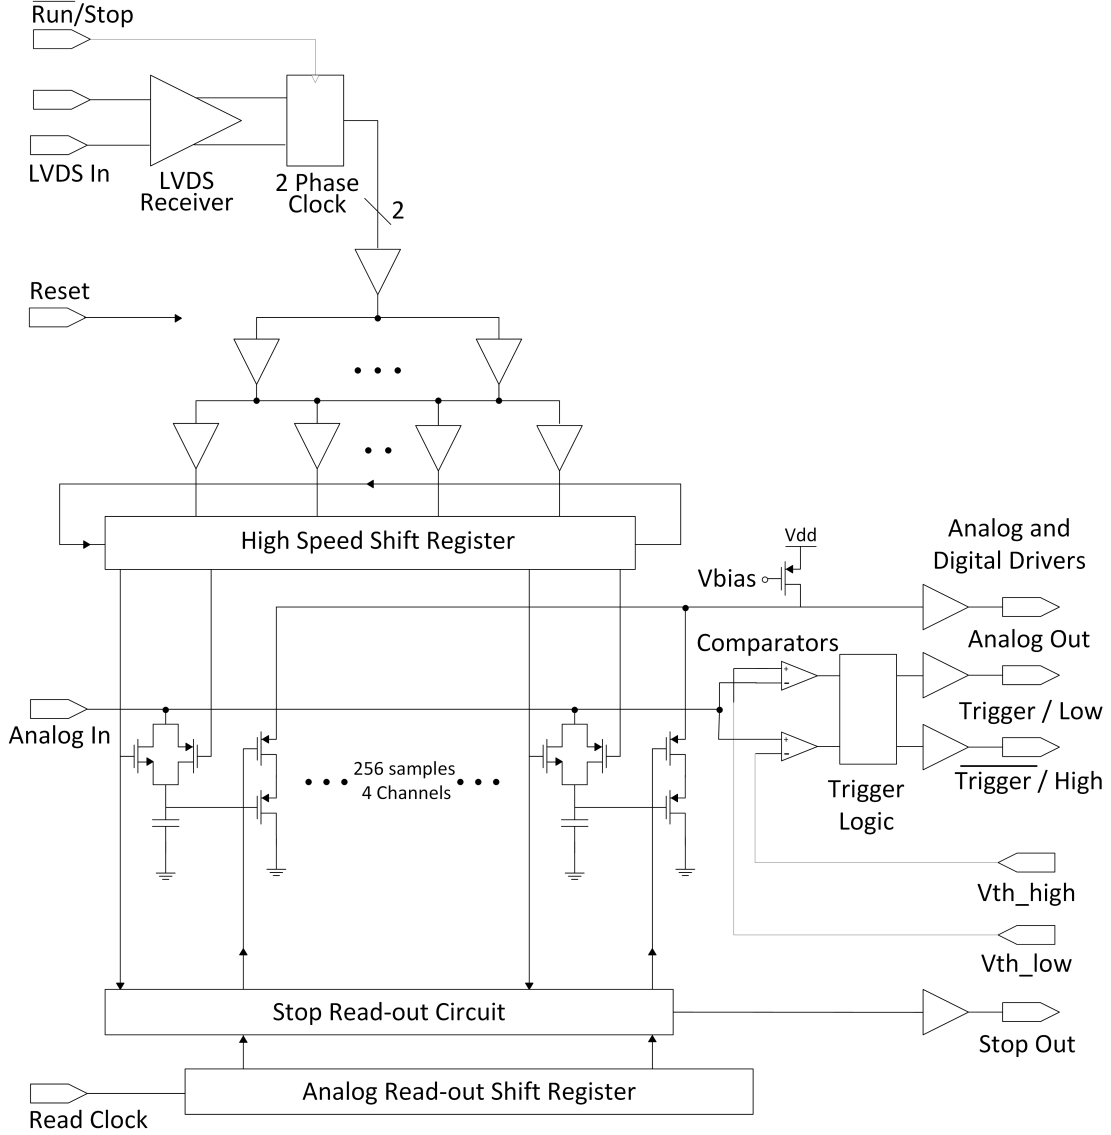 Run/Stop
LVDS In
LVDS
Receiver
2 Phase
Clock
2
Reset
High Speed Shift Register
Vdd
Vbias
Analog and
Digital Drivers
Analog Out
Comparators
+
-
+
-
Trigger / Low
Trigger / High
Trigger
Logic
Analog In
256 samples
4 Channels
Vth_high
Vth_low
Stop Read-out Circuit
Stop Out
Analog Read-out Shift Register
Read Clock